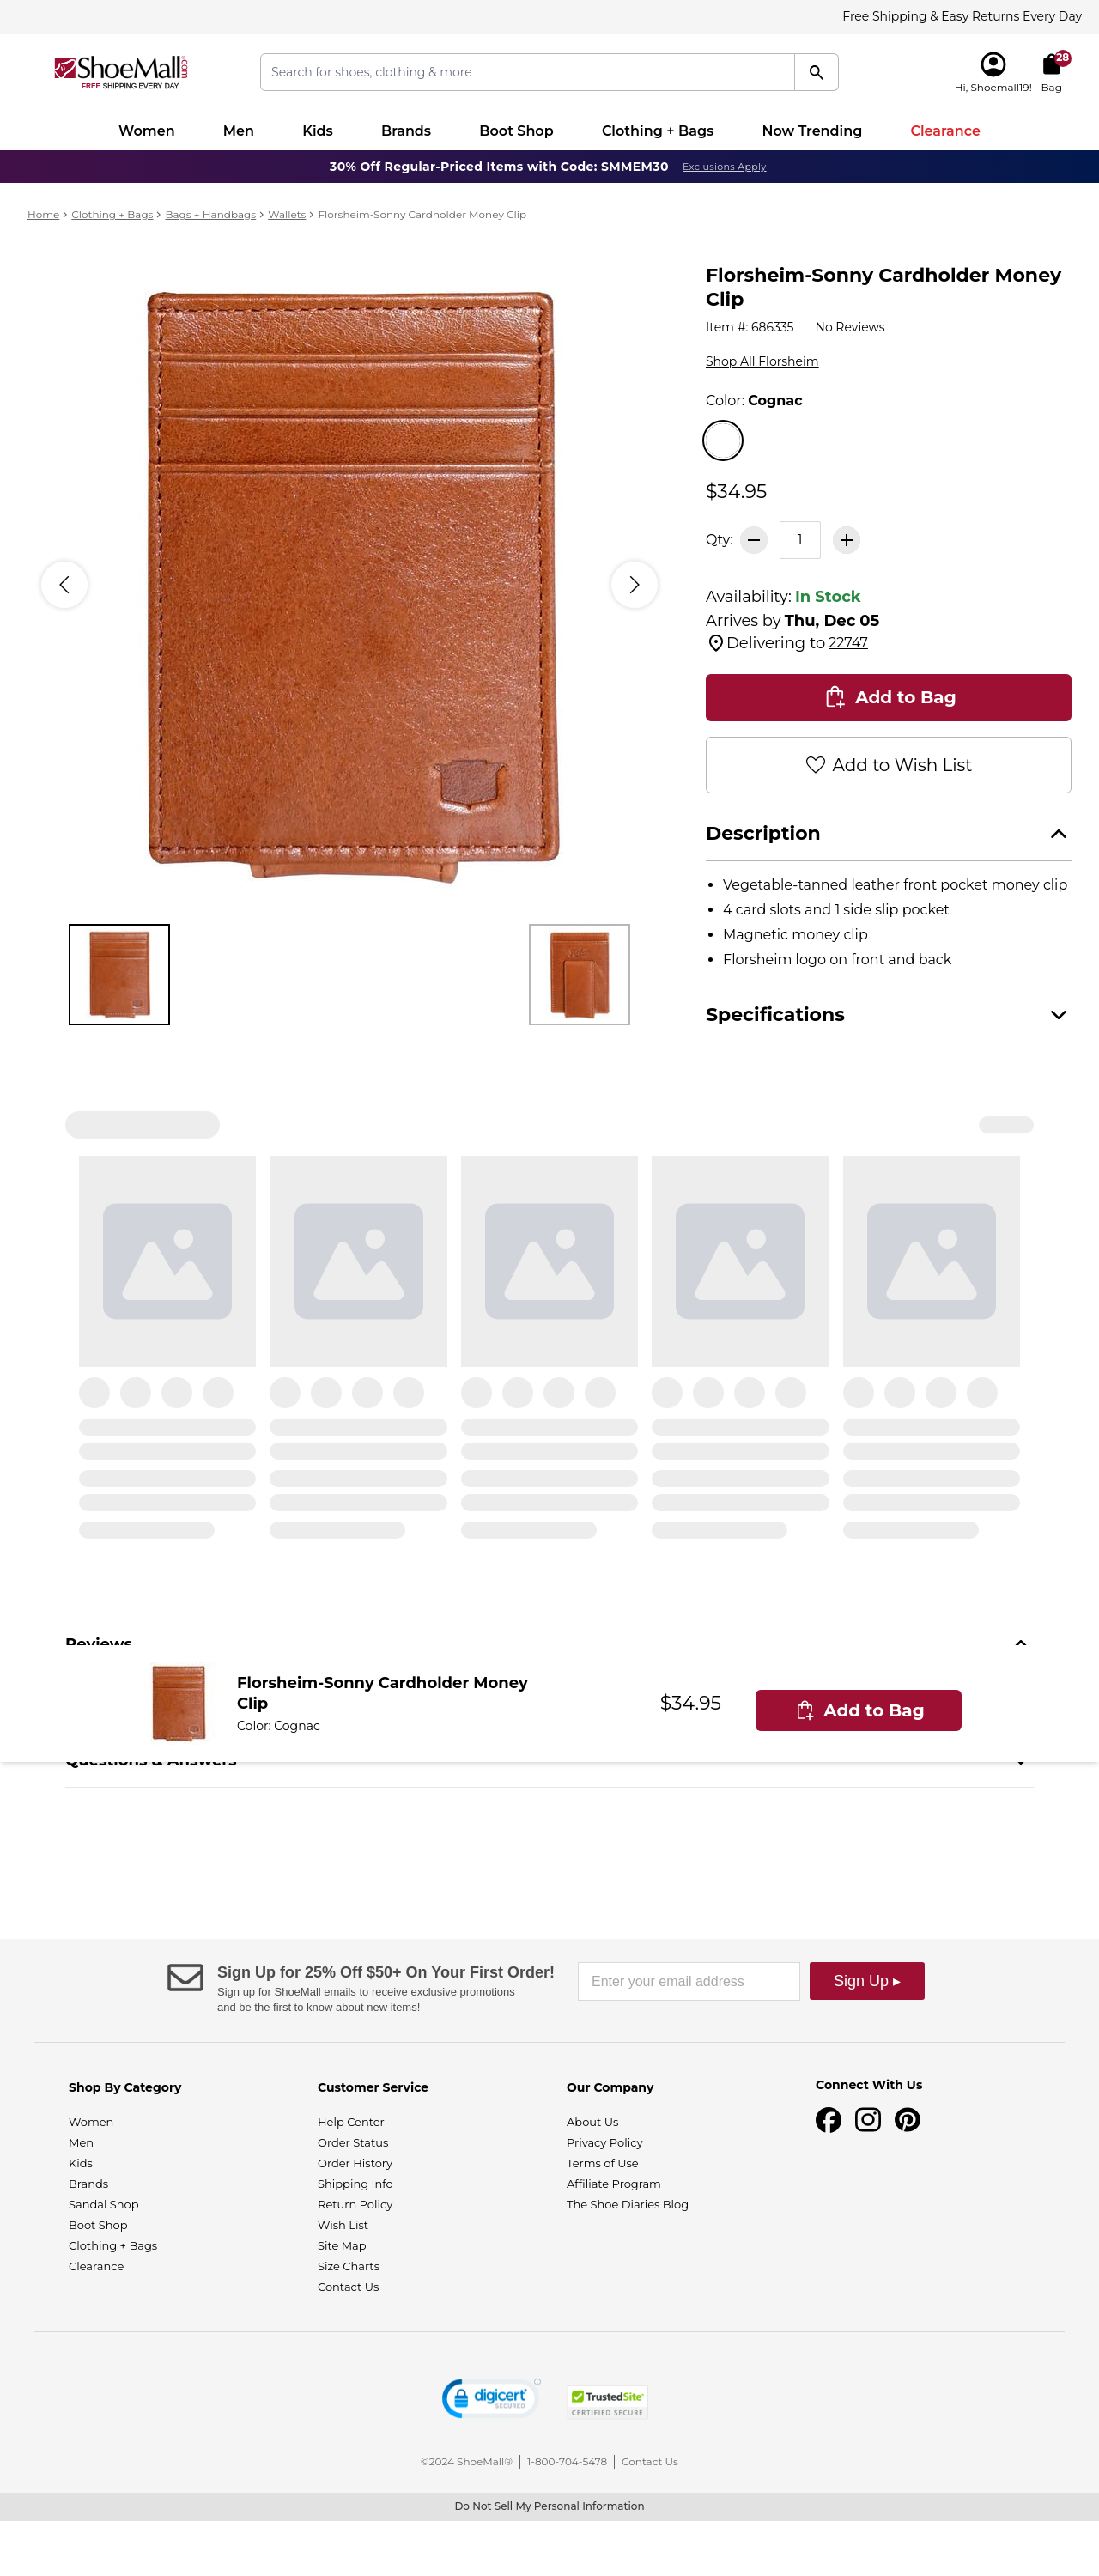 Free Shipping & Easy Returns Every Day
ShoeMall.com
FREE SHIPPING EVERY DAY
Search for shoes, clothing & more
28
Hi, Shoemall19!
Bag
Women
Men
Kids
Brands
Boot Shop
Clothing + Bags
Now Trending
Clearance
30% Off Regular-Priced Items with Code: SMMEM30 Exclusions Apply
Home > Clothing + Bags > Bags + Handbags > Wallets > Florsheim-Sonny Cardholder Money Clip
Florsheim-Sonny Cardholder Money
Clip
Item #: 686335 | No Reviews
Shop All Florsheim
Color: Cognac
$34.95
Qty: 1
Availability: In Stock
Arrives by Thu, Dec 05
Delivering to 22747
Add to Bag
Add to Wish List
Description
• Vegetable-tanned leather front pocket money clip
• 4 card slots and 1 side slip pocket
• Magnetic money clip
• Florsheim logo on front and back
Specifications
Reviews
Florsheim-Sonny Cardholder Money
Clip
Color: Cognac
$34.95
Add to Bag
Questions & Answers
Sign Up for 25% Off $50+ On Your First Order!
Sign up for ShoeMall emails to receive exclusive promotions
and be the first to know about new items!
Enter your email address
Sign Up ▸
Shop By Category
Women
Men
Kids
Brands
Sandal Shop
Boot Shop
Clothing + Bags
Clearance
Customer Service
Help Center
Order Status
Order History
Shipping Info
Return Policy
Wish List
Site Map
Size Charts
Contact Us
Our Company
About Us
Privacy Policy
Terms of Use
Affiliate Program
The Shoe Diaries Blog
Connect With Us
digicert
SECURED
TrustedSite
CERTIFIED SECURE
©2024 ShoeMall® | 1-800-704-5478 | Contact Us
Do Not Sell My Personal Information